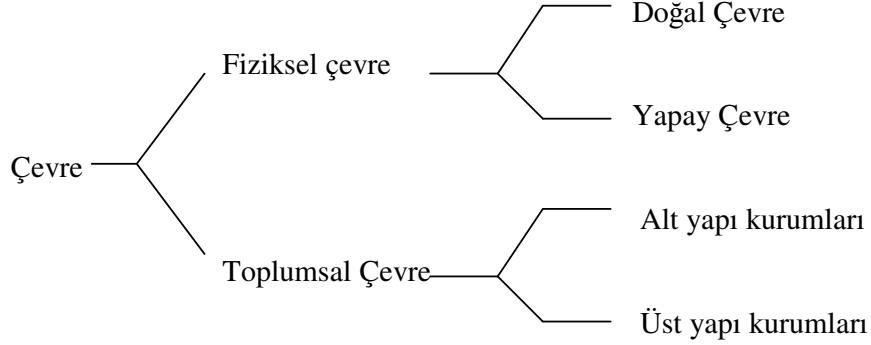 Doğal Çevre
Fiziksel çevre
Yapay Çevre
Çevre
Alt yapı kurumları
Toplumsal Çevre
Üst yapı kurumları